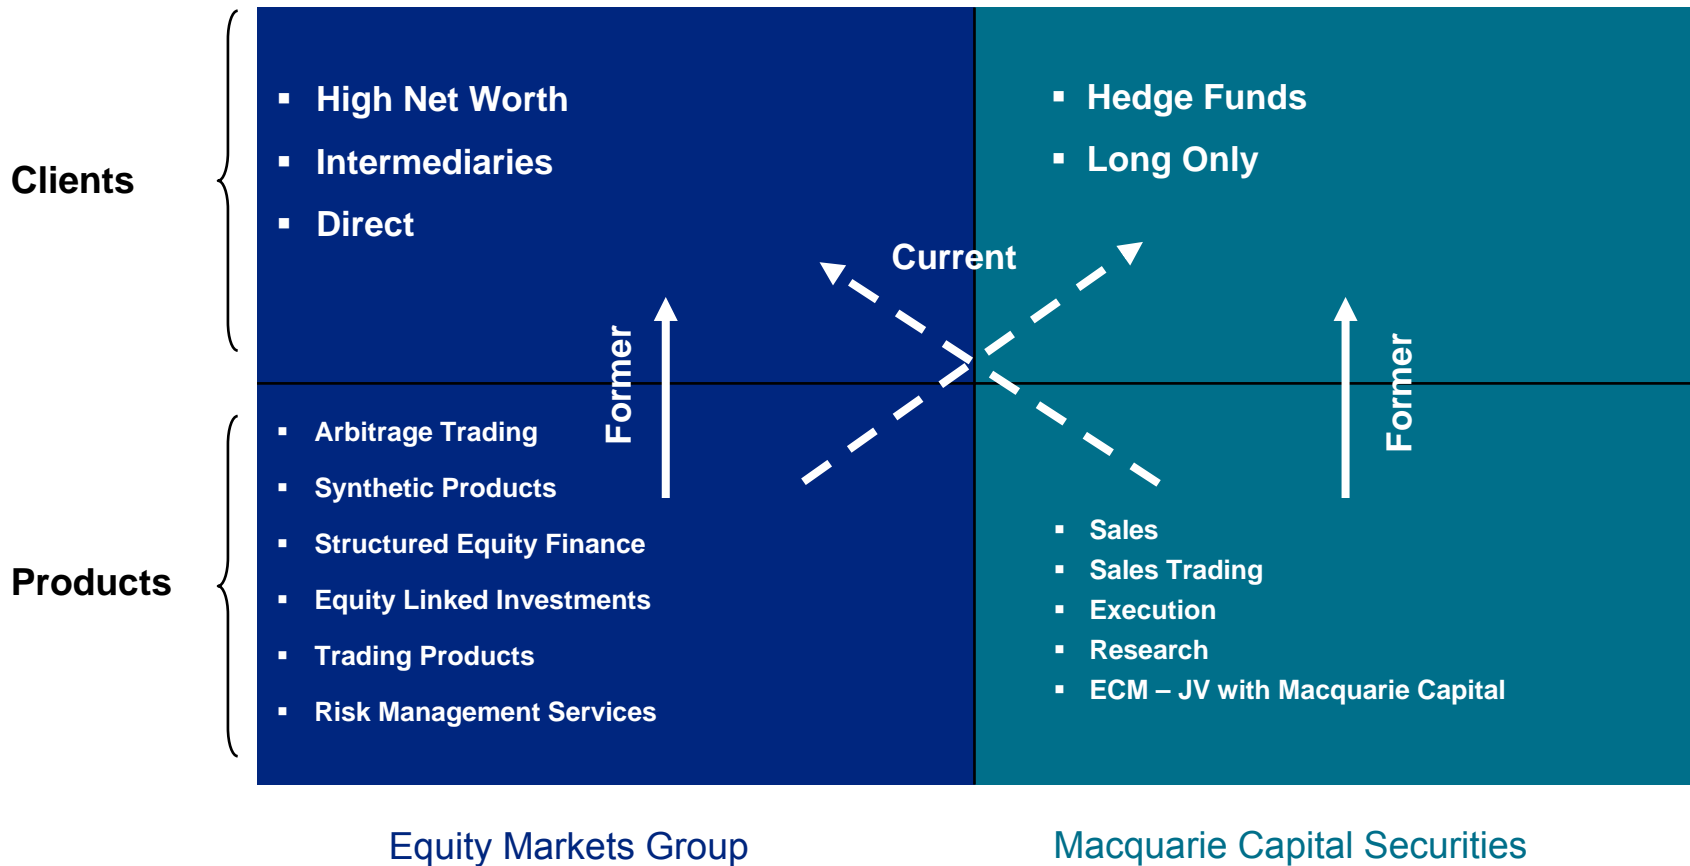 Clients
▪ High Net Worth
▪ Intermediaries
▪ Direct
▪ Hedge Funds
▪ Long Only
Current
Former
Former
Products
▪ Arbitrage Trading
▪ Synthetic Products
▪ Structured Equity Finance
▪ Equity Linked Investments
▪ Trading Products
▪ Risk Management Services
▪ Sales
▪ Sales Trading
▪ Execution
▪ Research
▪ ECM – JV with Macquarie Capital
Equity Markets Group
Macquarie Capital Securities